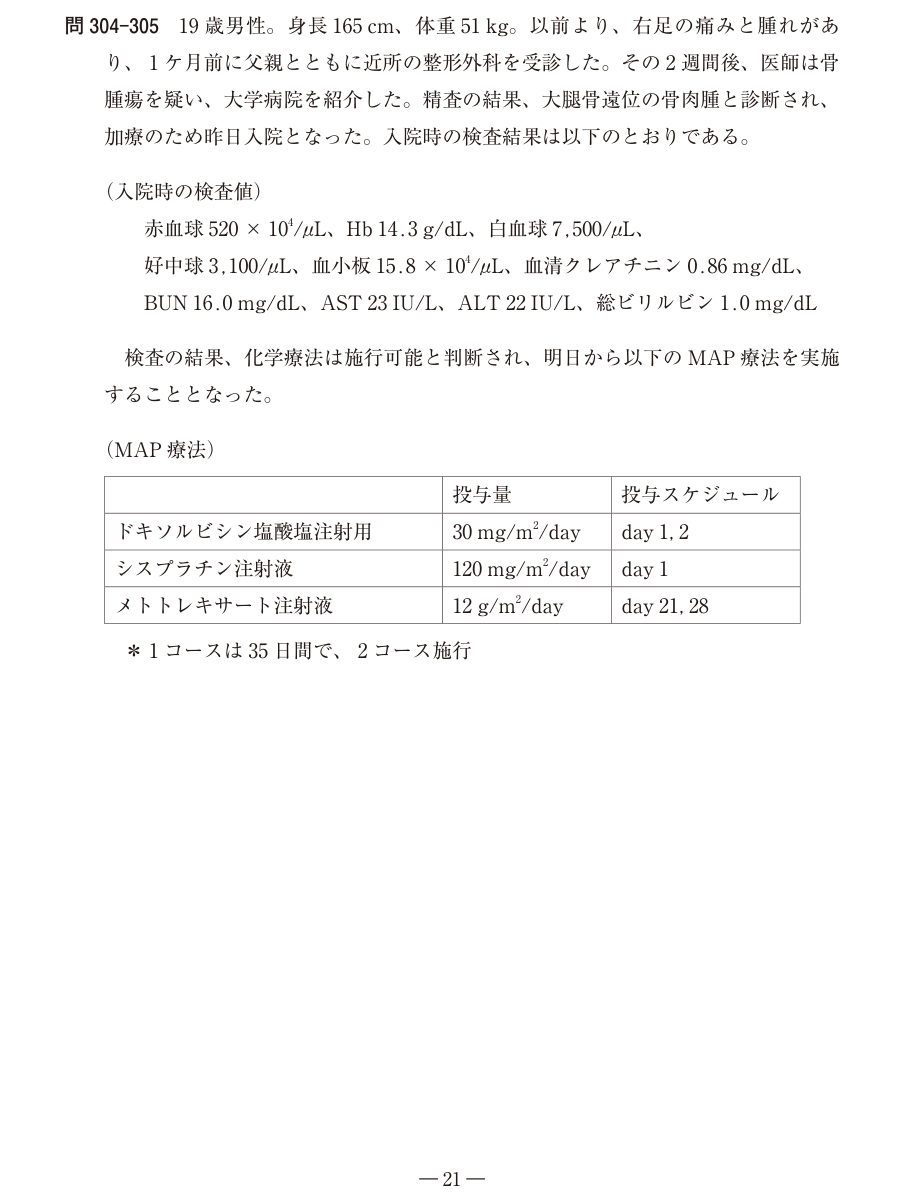 問 304−305 19 歳男性。身長 165 cm、体重 51 kg。以前より、右足の痛みと腫れがあ
り、1 ケ月前に父親とともに近所の整形外科を受診した。その 2 週間後、医師は骨
腫瘍を疑い、大学病院を紹介した。精査の結果、大腿骨遠位の骨肉腫と診断され、
加療のため昨日入院となった。入院時の検査結果は以下のとおりである。
（入院時の検査値）
赤血球 520 × 10⁴/μL、Hb 14.3 g/dL、白血球 7,500/μL、
好中球 3,100/μL、血小板 15.8 × 10⁴/μL、血清クレアチニン 0.86 mg/dL、
BUN 16.0 mg/dL、AST 23 IU/L、ALT 22 IU/L、総ビリルビン 1.0 mg/dL
検査の結果、化学療法は施行可能と判断され、明日から以下の MAP 療法を実施
することとなった。
（MAP 療法）
投与量 投与スケジュール
ドキソルビシン塩酸塩注射用 30 mg/m²/day day 1, 2
シスプラチン注射液 120 mg/m²/day day 1
メトトレキサート注射液 12 g/m²/day day 21, 28
＊ 1 コースは 35 日間で、2 コース施行
― 21 ―